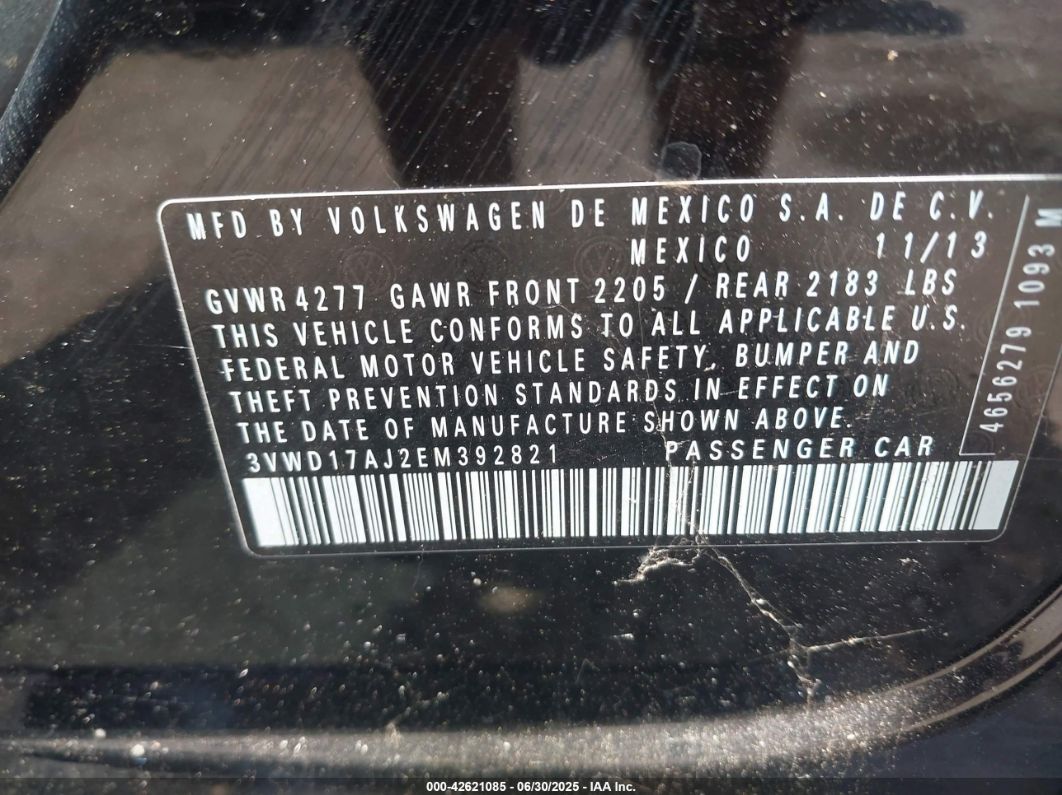 MFD BY VOLKSWAGEN DE MEXICO S.A. DE C.V.
MEXICO 11/13
GVWR 4277 GAWR FRONT 2205 / REAR 2183 LBS
THIS VEHICLE CONFORMS TO ALL APPLICABLE U.S.
FEDERAL MOTOR VEHICLE SAFETY, BUMPER AND
THEFT PREVENTION STANDARDS IN EFFECT ON
THE DATE OF MANUFACTURE SHOWN ABOVE.
3VWD17AJ2EM392821 PASSENGER CAR
4656279 1093 M
000-42621085 - 06/30/2025 - IAA Inc.